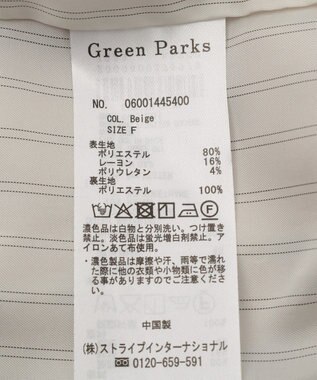 Green Parks
NO. 06001445400
COL. Beige
SIZE F
表生地
ポリエステル 80%
レーヨン 16%
ポリウレタン 4%
裏生地
ポリエステル 100%
濃色品は白物と分別洗い。つけ置き
禁止。淡色品は蛍光増白剤禁止。ア
イロンあて布使用。
・濃色製品は摩擦や汗、雨等で濡れ
た際に他の衣類や小物類に色が移
る事がありますのでご注意くださ
い。
中国製
(株)ストライプインターナショナル
0120-659-591